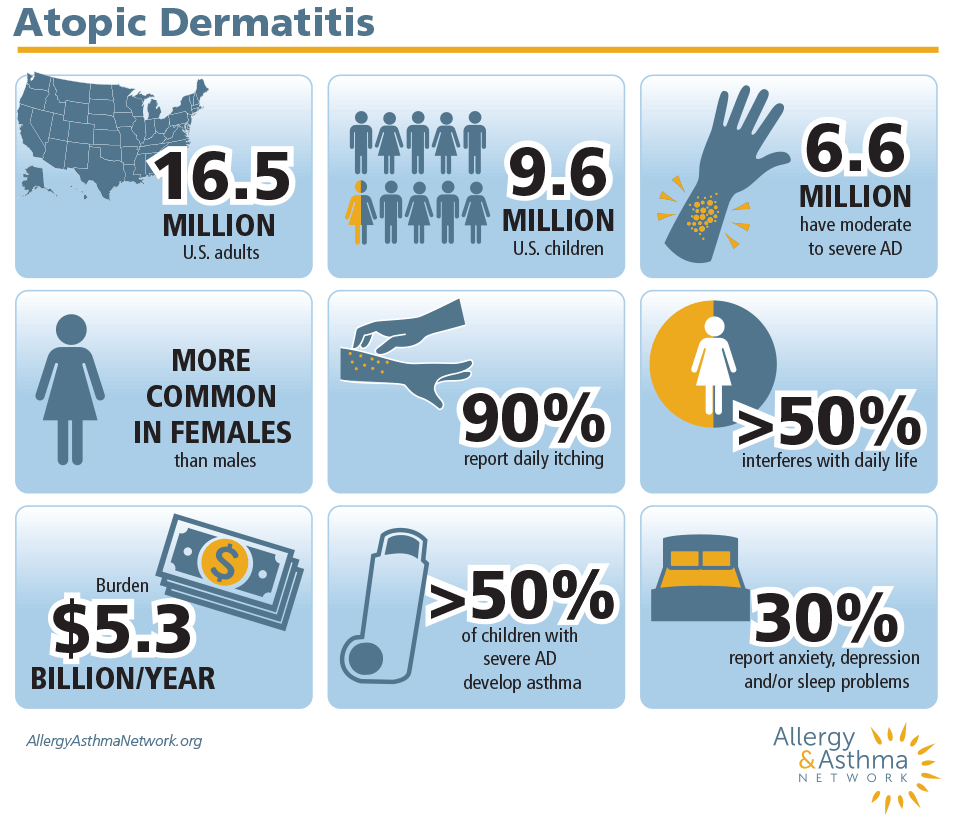 Atopic Dermatitis
16.5
MILLION
U.S. adults
9.6
MILLION
U.S. children
6.6
MILLION
have moderate
to severe AD
MORE
COMMON
IN FEMALES
than males
90%
report daily itching
>50%
interferes with daily life
$
Burden
$5.3
BILLION/YEAR
>50%
of children with
severe AD
develop asthma
30%
report anxiety, depression
and/or sleep problems
AllergyAsthmaNetwork.org
Allergy
&Asthma
NETWORK